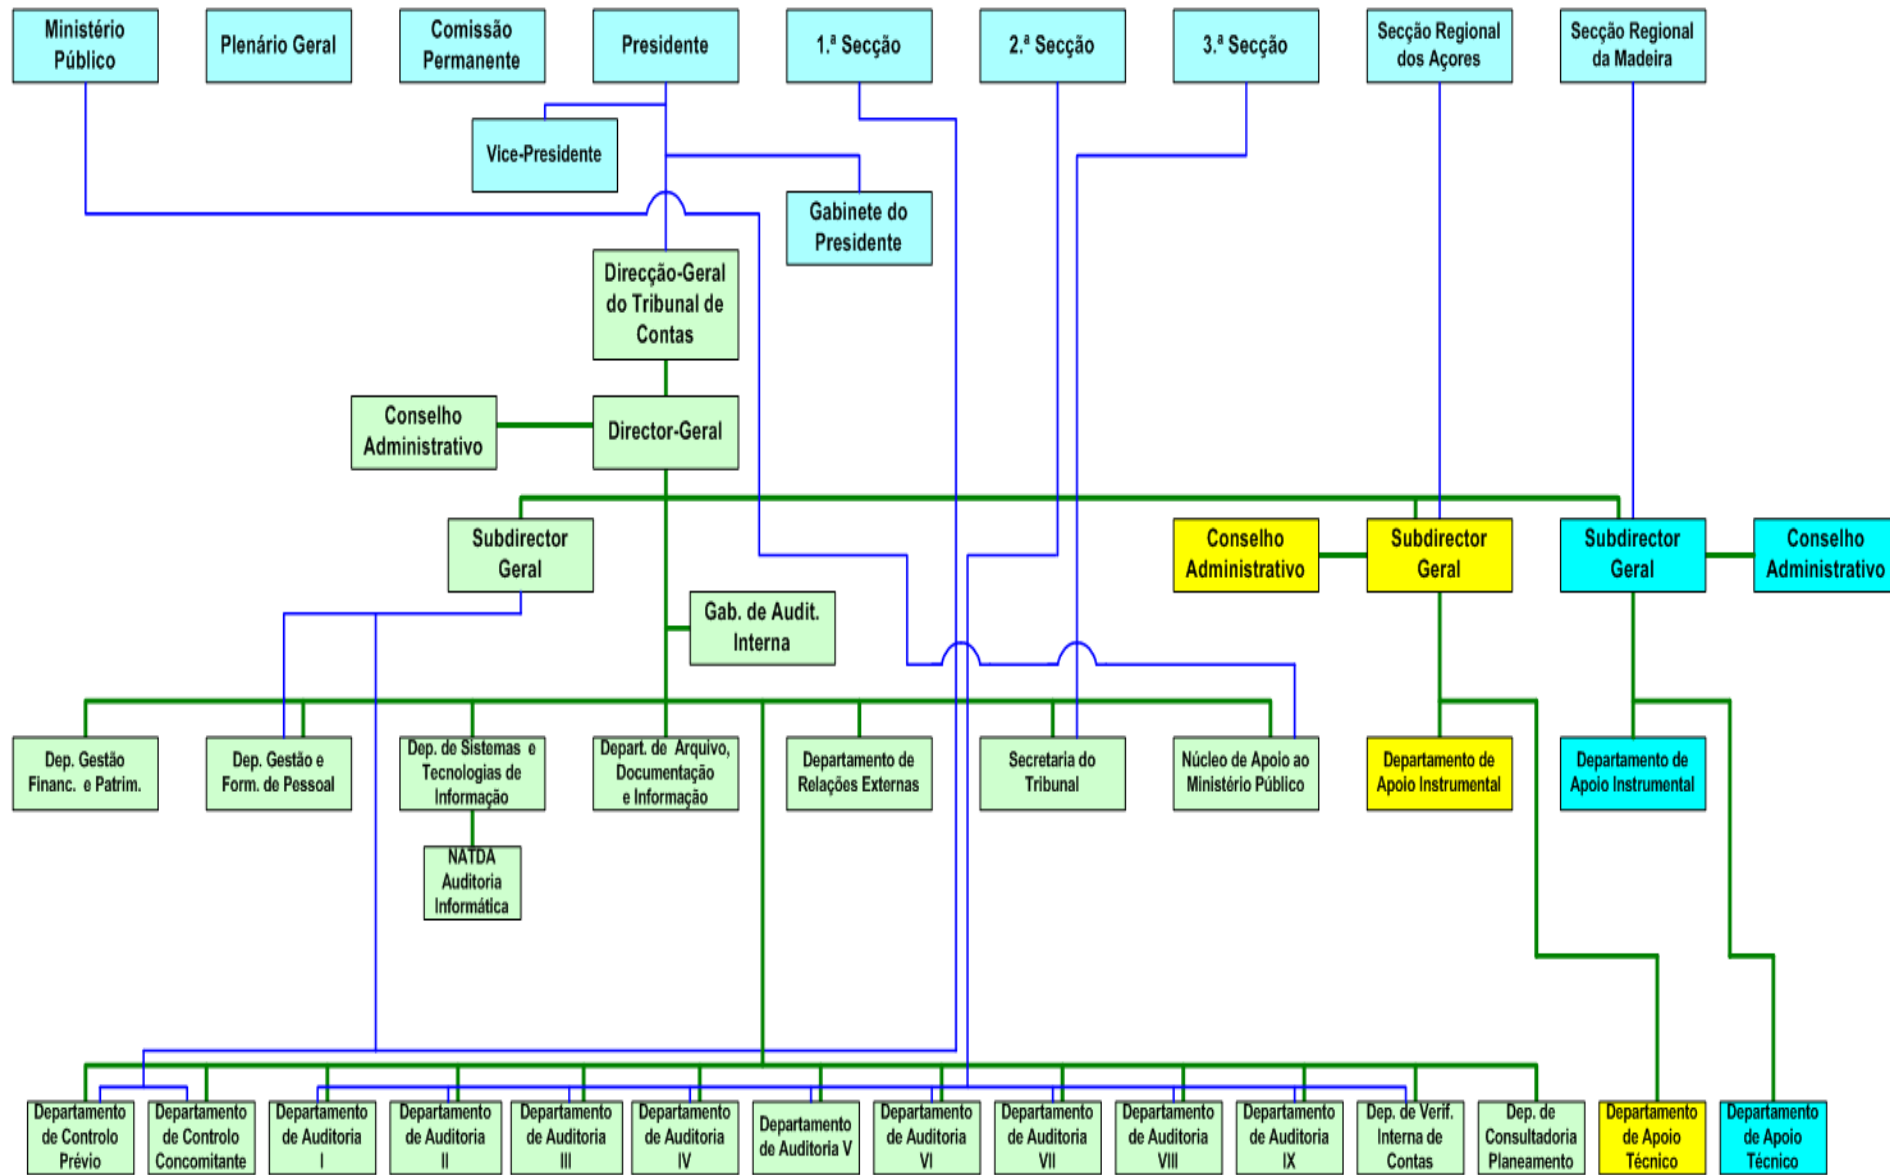 Ministério
Público
Plenário Geral
Comissão
Permanente
Presidente
1.ª Secção
2.ª Secção
3.ª Secção
Secção Regional
dos Açores
Secção Regional
da Madeira
Vice-Presidente
Gabinete do
Presidente
Direcção-Geral
do Tribunal de
Contas
Conselho
Administrativo
Director-Geral
Subdirector
Geral
Conselho
Administrativo
Subdirector
Geral
Subdirector
Geral
Conselho
Administrativo
Gab. de Audit.
Interna
Dep. Gestão
Financ. e Patrim.
Dep. Gestão e
Form. de Pessoal
Dep. de Sistemas e
Tecnologias de
Informação
Depart. de Arquivo,
Documentação
e Informação
Departamento de
Relações Externas
Secretaria do
Tribunal
Núcleo de Apoio ao
Ministério Público
Departamento de
Apoio Instrumental
Departamento de
Apoio Instrumental
NATDA
Auditoria
Informática
Departamento
de Controlo
Prévio
Departamento
de Controlo
Concomitante
Departamento
de Auditoria
I
Departamento
de Auditoria
II
Departamento
de Auditoria
III
Departamento
de Auditoria
IV
Departamento
de Auditoria V
Departamento
de Auditoria
VI
Departamento
de Auditoria
VII
Departamento
de Auditoria
VIII
Departamento
de Auditoria
IX
Dep. de Verif.
Interna de
Contas
Dep. de
Consultadoria
Planeamento
Departamento
de Apoio
Técnico
Departamento
de Apoio
Técnico